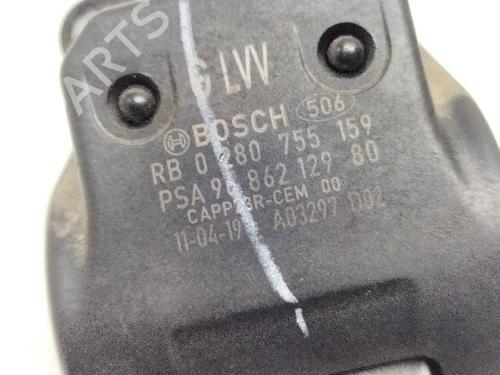 G LVV
BOSCH 506
RB 0 280 755 159
PSA 96 862 129 80
CAPP23R-CEM 00
11-04-19 A03297 D02
ARTS